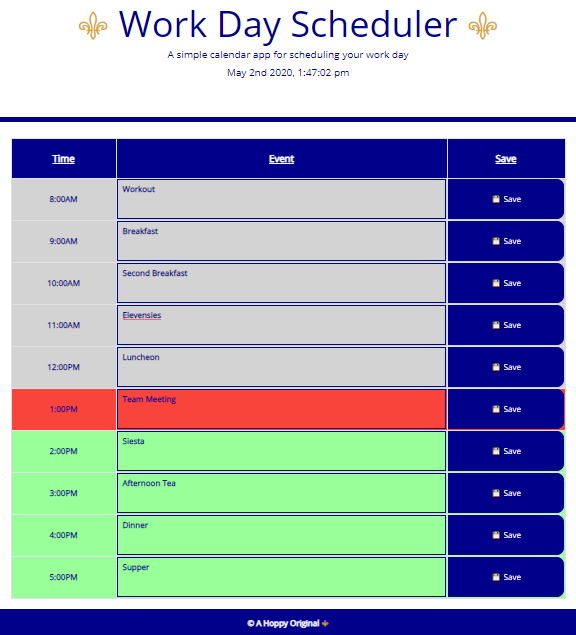 Work Day Scheduler
A simple calendar app for scheduling your work day
May 2nd 2020, 1:47:02 pm
Time Event Save
8:00AM Workout Save
9:00AM Breakfast Save
10:00AM Second Breakfast Save
11:00AM Elevensies Save
12:00PM Luncheon Save
1:00PM Team Meeting Save
2:00PM Siesta Save
3:00PM Afternoon Tea Save
4:00PM Dinner Save
5:00PM Supper Save
© A Hoppy Original